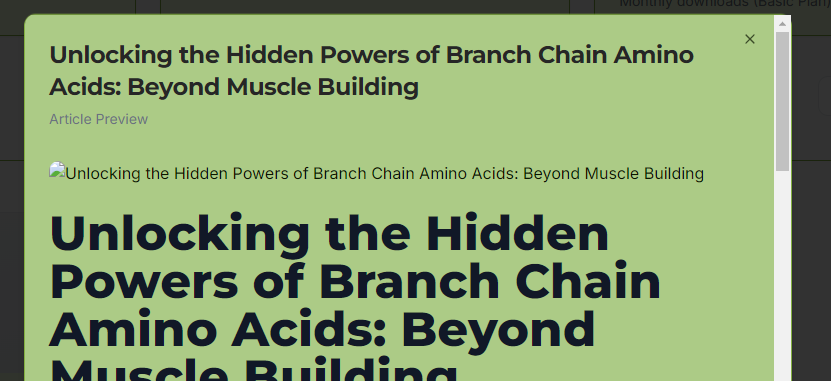 Monthly downloads (Basic Plan)
Unlocking the Hidden Powers of Branch Chain Amino
Acids: Beyond Muscle Building
Article Preview
Unlocking the Hidden Powers of Branch Chain Amino Acids: Beyond Muscle Building
Unlocking the Hidden
Powers of Branch Chain
Amino Acids: Beyond
Muscle Building